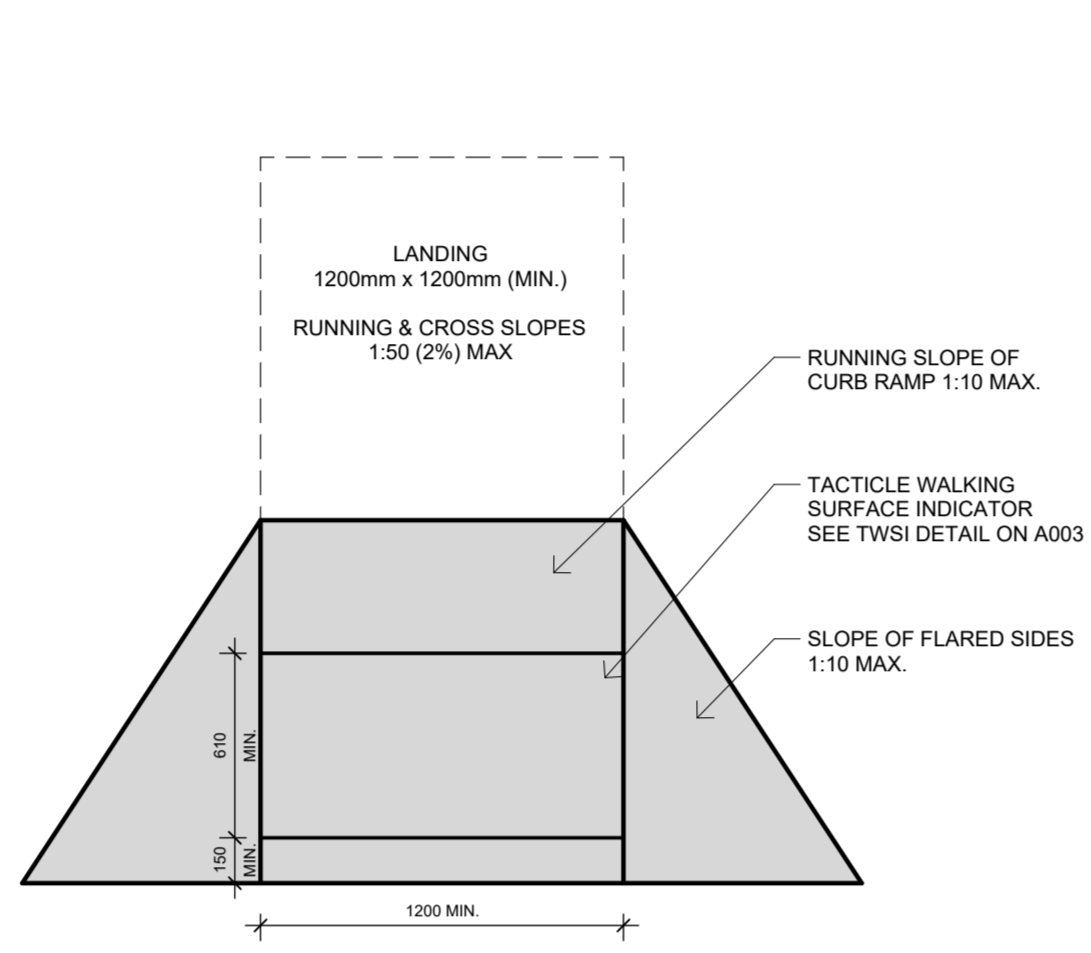 LANDING
1200mm x 1200mm (MIN.)
RUNNING & CROSS SLOPES
1:50 (2%) MAX
RUNNING SLOPE OF
CURB RAMP 1:10 MAX.
TACTICLE WALKING
SURFACE INDICATOR
SEE TWSI DETAIL ON A003
SLOPE OF FLARED SIDES
1:10 MAX.
610
MIN.
150
MIN.
1200 MIN.